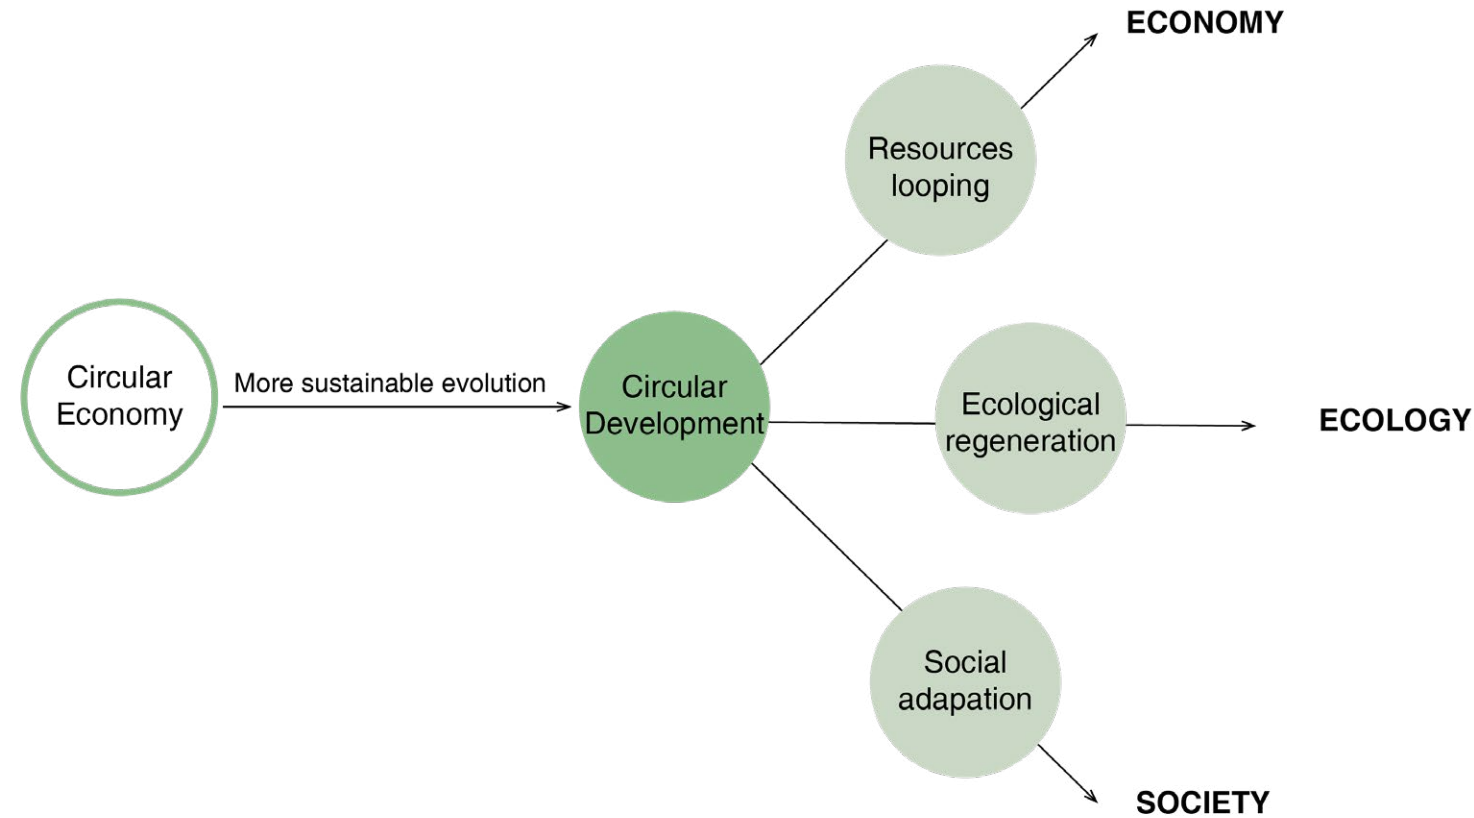 ECONOMY
Resources
looping
Circular
Economy
More sustainable evolution
Circular
Development
Ecological
regeneration
ECOLOGY
Social
adapation
SOCIETY